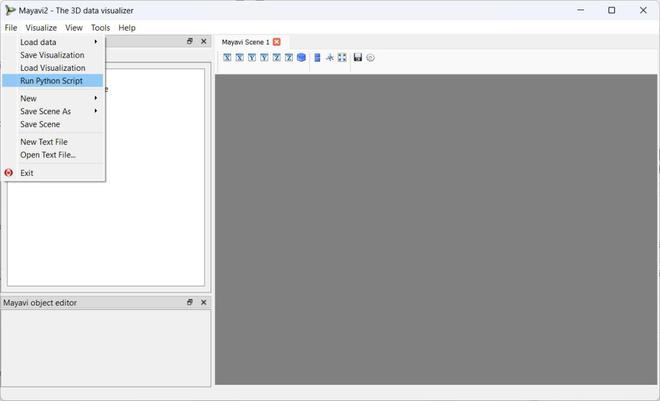 Mayavi2 - The 3D data visualizer
File Visualize View Tools Help
Load data
Save Visualization
Load Visualization
Run Python Script
New
Save Scene As
Save Scene
New Text File
Open Text File...
Exit
Mayavi Scene 1
X X Y Y Z Z
Mayavi object editor